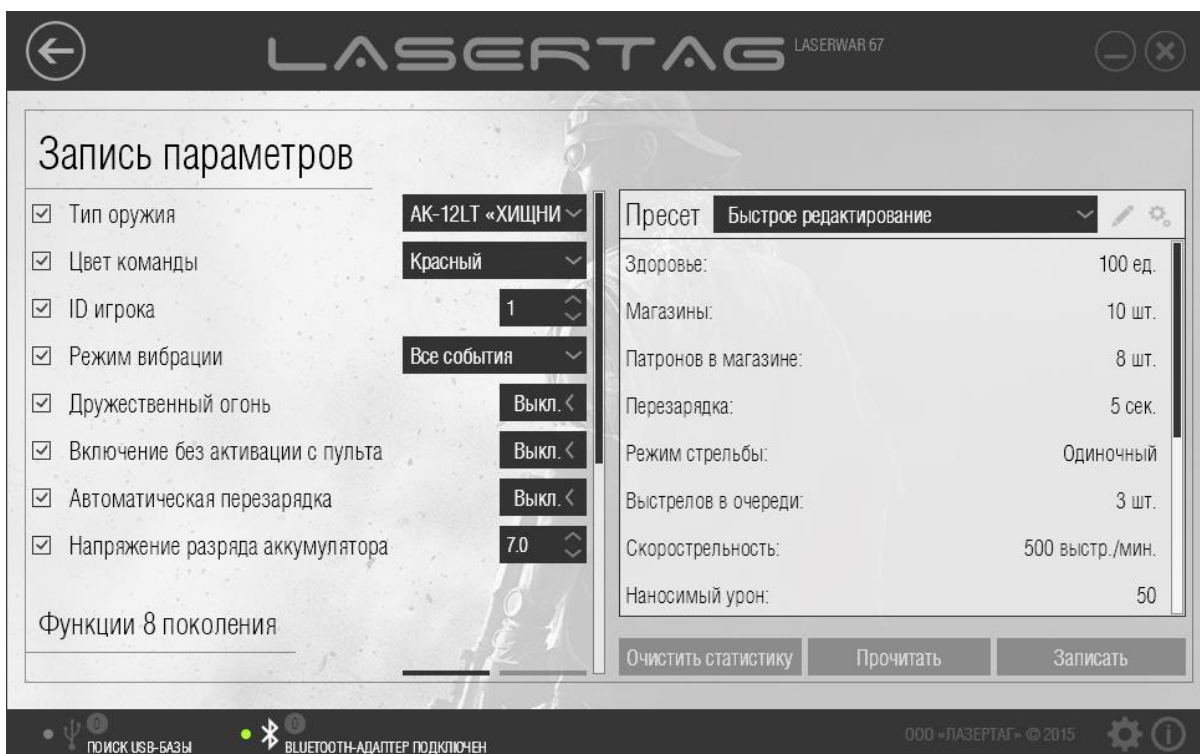 LASERTAG LASERWAR 67
Запись параметров
Тип оружия АК-12LT «ХИЩНИ
Цвет команды Красный
ID игрока 1
Режим вибрации Все события
Дружественный огонь Выкл.
Включение без активации с пульта Выкл.
Автоматическая перезарядка Выкл.
Напряжение разряда аккумулятора 7.0
Функции 8 поколения
Пресет Быстрое редактирование
Здоровье: 100 ед.
Магазины: 10 шт.
Патронов в магазине: 8 шт.
Перезарядка: 5 сек.
Режим стрельбы: Одиночный
Выстрелов в очереди: 3 шт.
Скорострельность: 500 выстр./мин.
Наносимый урон: 50
Очистить статистику Прочитать Записать
0 ПОИСК USB-БАЗЫ
0 BLUETOOTH-АДАПТЕР ПОДКЛЮЧЕН
ООО «ЛАЗЕРТАГ» © 2015